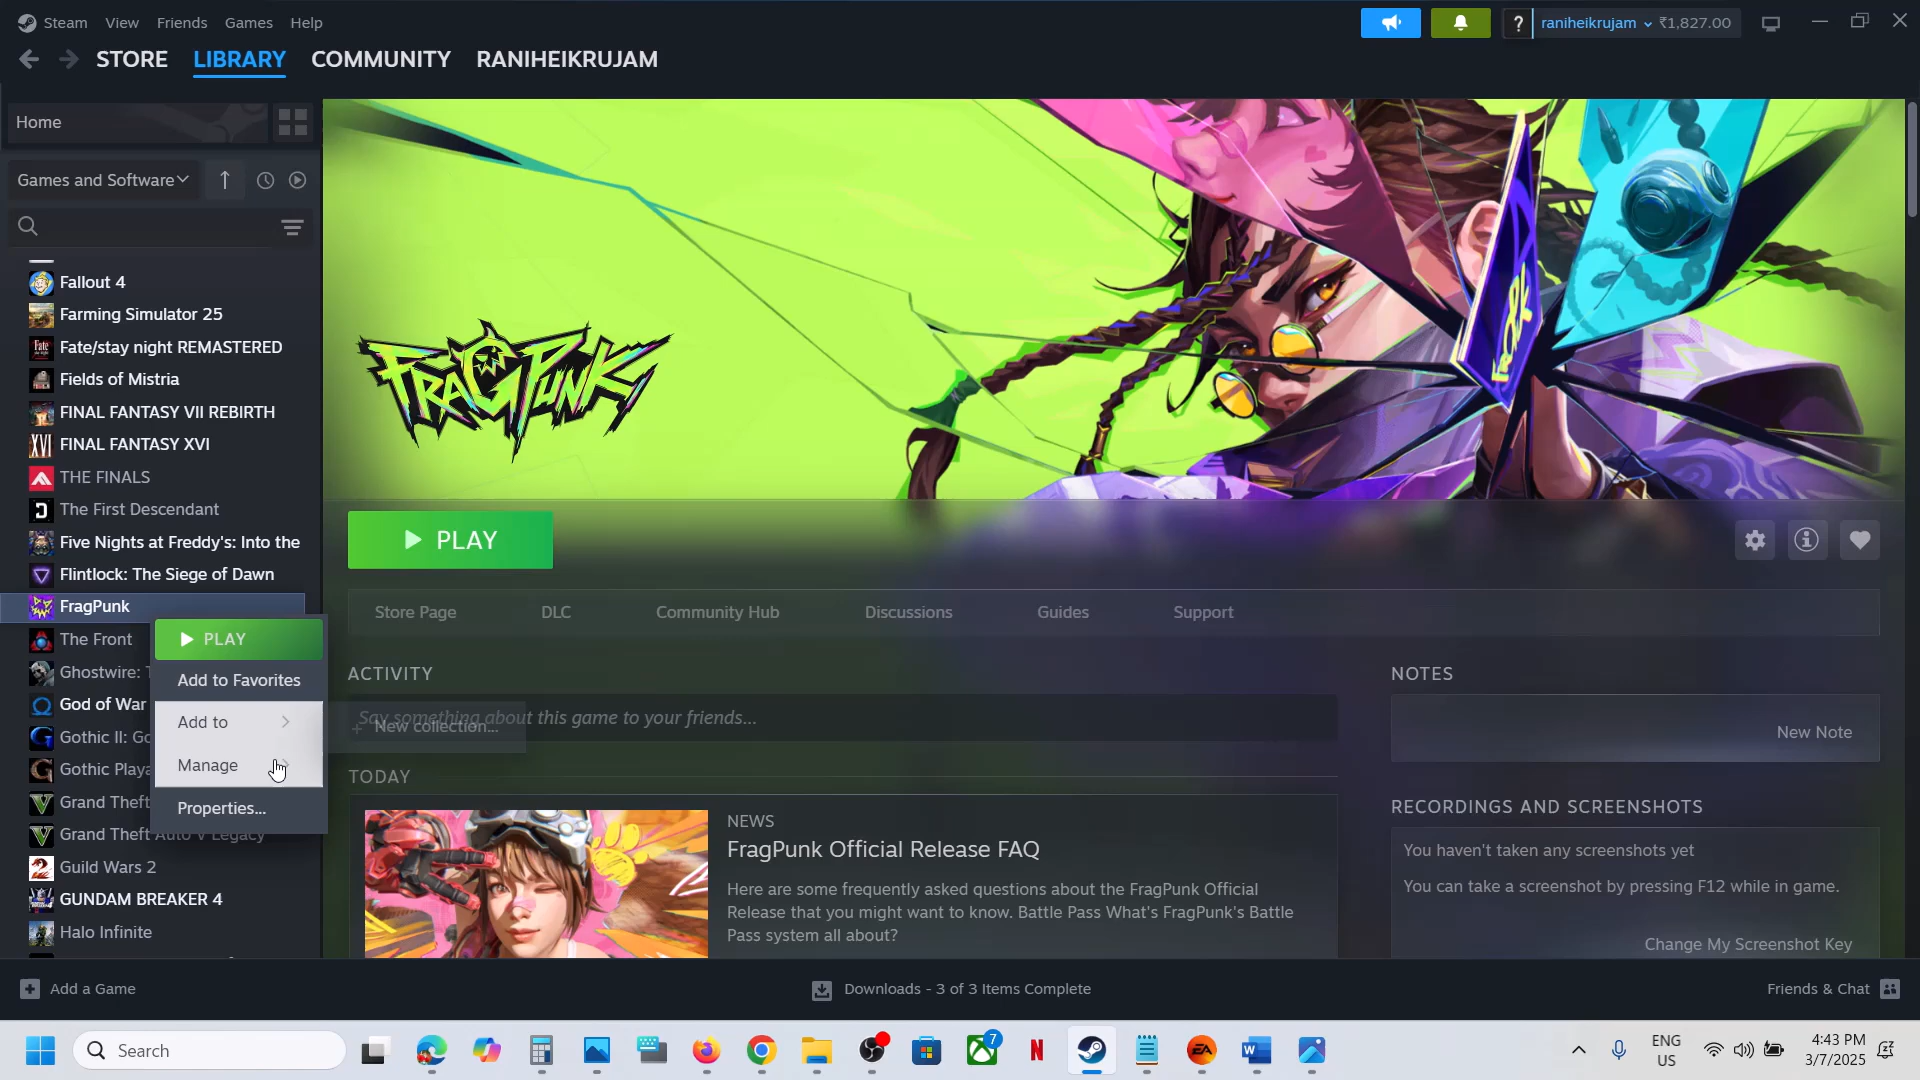 Steam View Friends Games Help
raniheikrujam ₹1,827.00
STORE LIBRARY COMMUNITY RANIHEIKRUJAM
Home
Games and Software
Fallout 4
Farming Simulator 25
Fate/stay night REMASTERED
Fields of Mistria
FINAL FANTASY VII REBIRTH
FINAL FANTASY XVI
THE FINALS
The First Descendant
Five Nights at Freddy's: Into the
Flintlock: The Siege of Dawn
FragPunk
The Front
Ghostwire:
God of War
Gothic II:
Gothic Playa
Grand Theft
Grand Theft Auto V Legacy
Guild Wars 2
GUNDAM BREAKER 4
Halo Infinite
PLAY
Add to Favorites
Add to
Manage
Properties...
+ New collection...
FRAGPUNK
PLAY
Store Page DLC Community Hub Discussions Guides Support
ACTIVITY
Say something about this game to your friends...
TODAY
NEWS
FragPunk Official Release FAQ
Here are some frequently asked questions about the FragPunk Official
Release that you might want to know. Battle Pass What's FragPunk's Battle
Pass system all about?
NOTES
New Note
RECORDINGS AND SCREENSHOTS
You haven't taken any screenshots yet
You can take a screenshot by pressing F12 while in game.
Change My Screenshot Key
Add a Game
Downloads - 3 of 3 Items Complete
Friends & Chat
Search
7
ENG
US
4:43 PM
3/7/2025